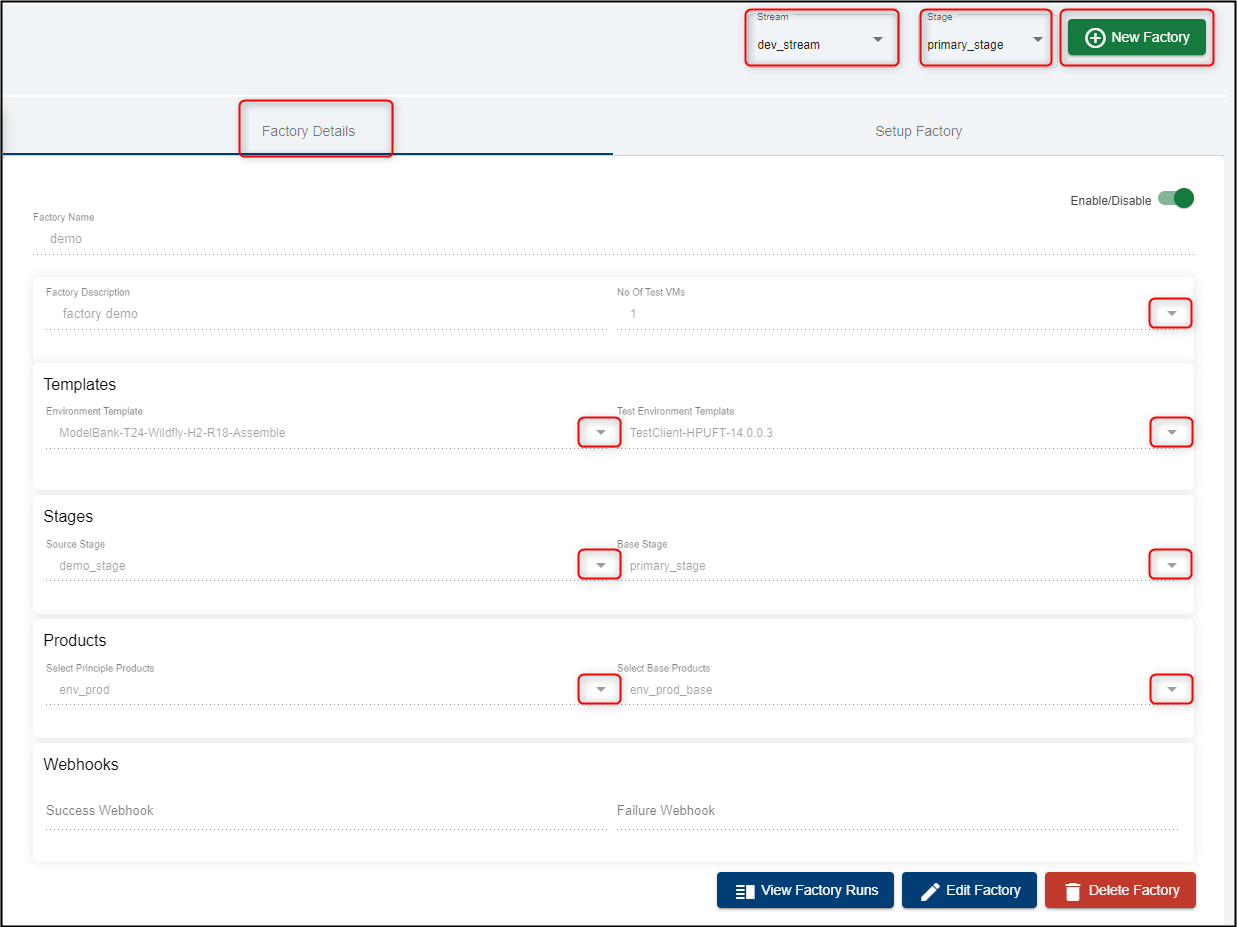 Stream
dev_stream
Stage
primary_stage
New Factory
Factory Details
Setup Factory
Enable/Disable
Factory Name
demo
Factory Description
No Of Test VMs
factory demo
1
Templates
Environment Template
Test Environment Template
ModelBank-T24-Wildfly-H2-R18-Assemble
TestClient-HPUFT-14.0.0.3
Stages
Source Stage
Base Stage
demo_stage
primary_stage
Products
Select Principle Products
Select Base Products
env_prod
env_prod_base
Webhooks
Success Webhook
Failure Webhook
View Factory Runs
Edit Factory
Delete Factory